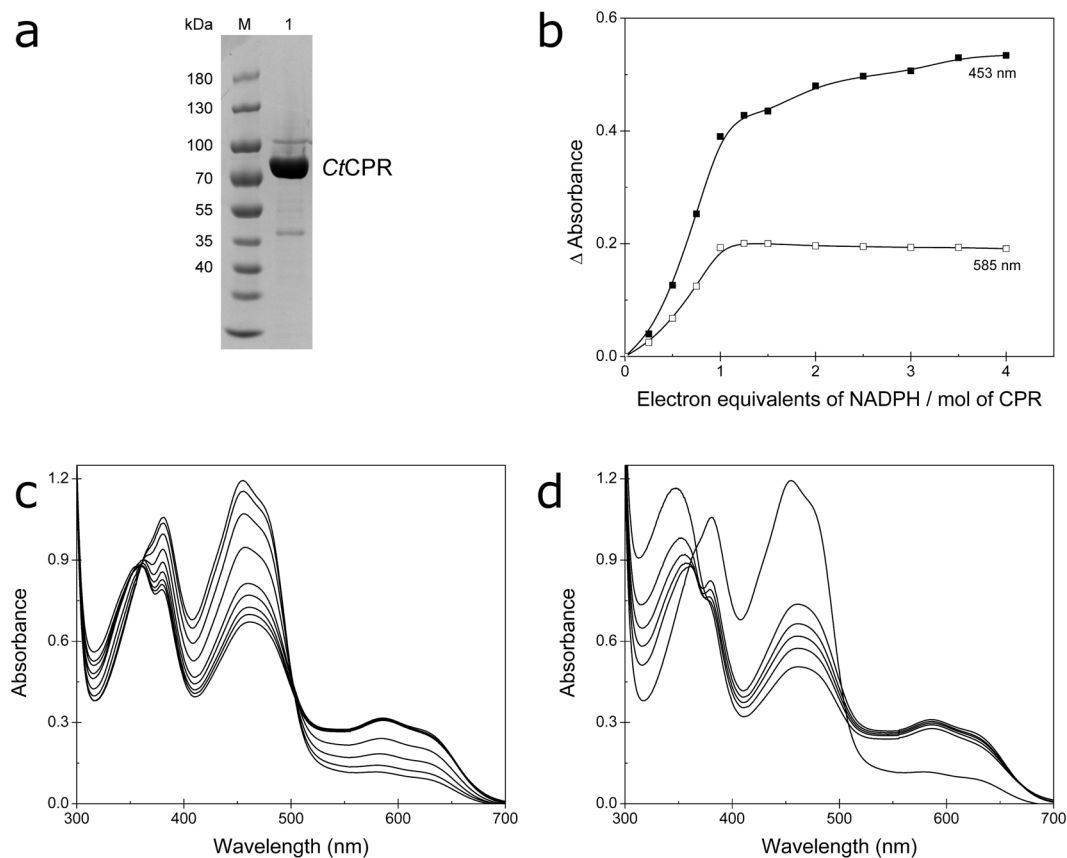 a
kDa M 1
180
130
100
70
55
35
40
CtCPR
b
0.6
0.4
0.2
0.0
Δ Absorbance
453 nm
585 nm
0 1 2 3 4
Electron equivalents of NADPH / mol of CPR
c
1.2
0.9
0.6
0.3
0.0
Absorbance
300 400 500 600 700
Wavelength (nm)
d
1.2
0.9
0.6
0.3
0.0
Absorbance
300 400 500 600 700
Wavelength (nm)